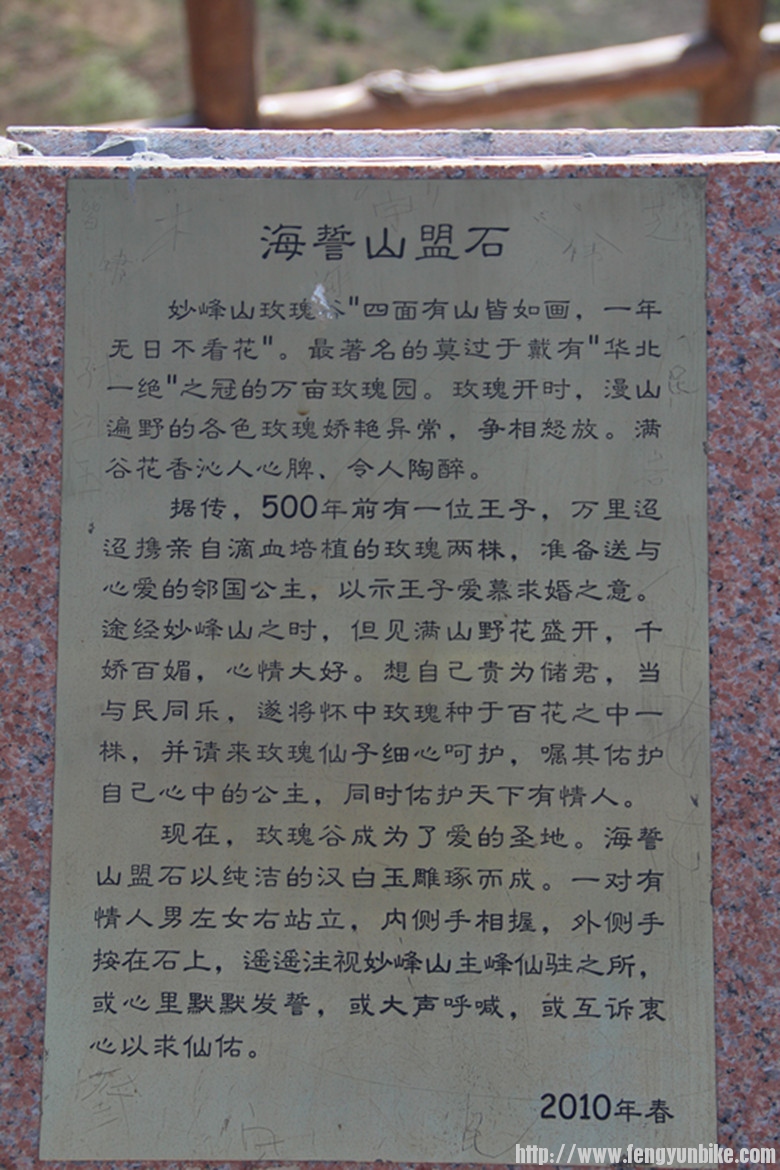 海誓山盟石
妙峰山玫瑰谷"四面有山皆如画，一年
无日不看花"。最著名的莫过于戴有"华北
一绝"之冠的万亩玫瑰园。玫瑰开时，漫山
遍野的各色玫瑰娇艳异常，争相怒放。满
谷花香沁人心脾、令人陶醉。
据传，500年前有一位王子，万里迢
迢携亲自滴血培植的玫瑰两株，准备送与
心爱的邻国公主，以示王子爱慕求婚之意。
途经妙峰山之时，但见满山野花盛开，千
娇百媚，心情大好。想自己贵为储君，当
与民同乐，遂将怀中玫瑰种于百花之中一
株，并请来玫瑰仙子细心呵护，嘱其佑护
自己心中的公主，同时佑护天下有情人。
现在，玫瑰谷成为了爱的圣地。海誓
山盟石以纯洁的汉白玉雕琢而成。一对有
情人男左女右站立，内侧手相握，外侧手
按在石上，遥遥注视妙峰山主峰仙驻之所，
或心里默默发誓，或大声呼喊，或互诉衷
心以求仙佑。
2010年春
http://www.fengyunbike.com